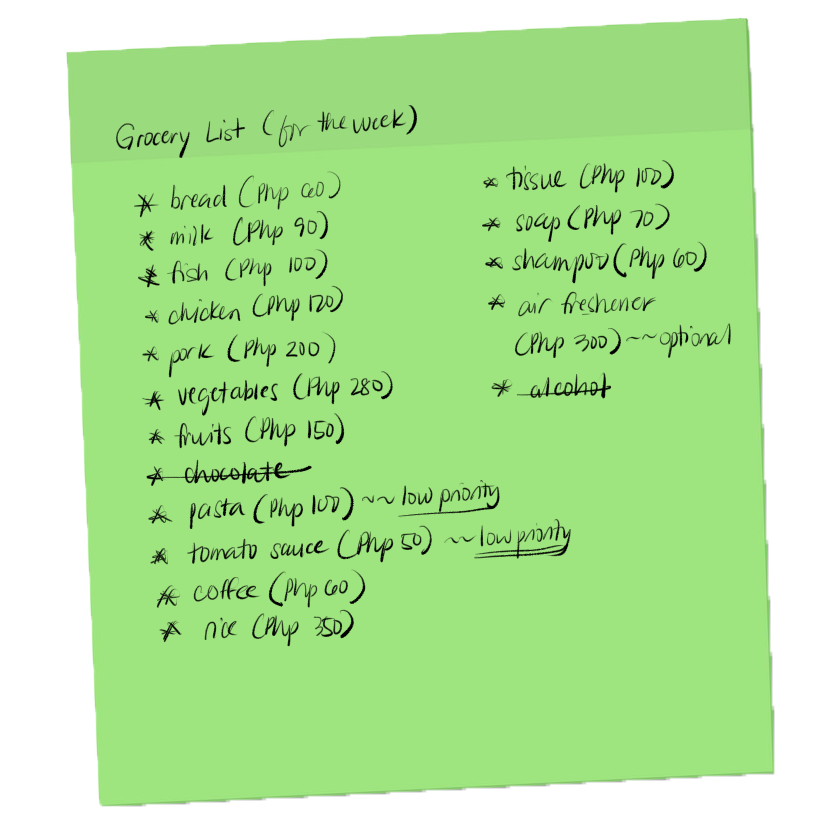 Grocery List (for the week)
* bread (Php 60)
* milk (Php 90)
* fish (Php 100)
* chicken (Php 120)
* pork (Php 200)
* vegetables (Php 280)
* fruits (Php 150)
* chocolate
* pasta (Php 100) ~~ low priority
* tomato sauce (Php 50) ~~ low priority
* coffee (Php 60)
* rice (Php 350)
* tissue (Php 100)
* soap (Php 70)
* shampoo (Php 60)
* air freshener
(Php 300) ~~ optional
* alcohol